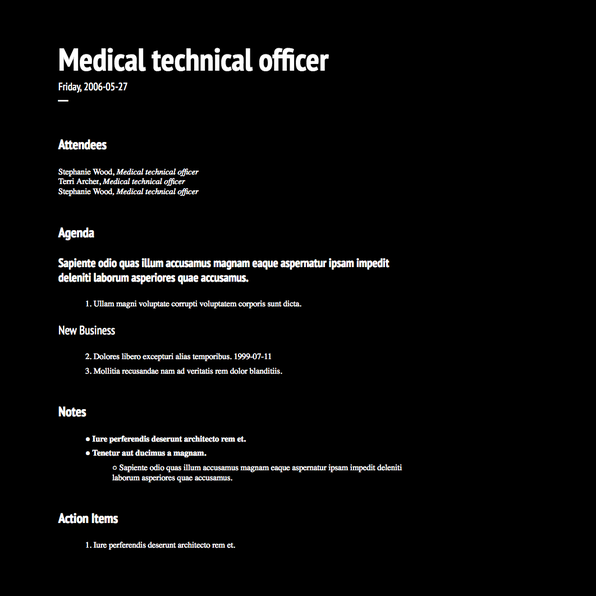 Medical technical officer
Friday, 2006-05-27
Attendees
Stephanie Wood, Medical technical officer
Terri Archer, Medical technical officer
Stephanie Wood, Medical technical officer
Agenda
Sapiente odio quas illum accusamus magnam eaque aspernatur ipsam impedit
deleniti laborum asperiores quae accusamus.
1. Ullam magni voluptate corrupti voluptatem corporis sunt dicta.
New Business
2. Dolores libero excepturi alias temporibus. 1999-07-11
3. Mollitia recusandae nam ad veritatis rem dolor blanditiis.
Notes
● Iure perferendis deserunt architecto rem et.
● Tenetur aut ducimus a magnam.
○ Sapiente odio quas illum accusamus magnam eaque aspernatur ipsam impedit deleniti
laborum asperiores quae accusamus.
Action Items
1. Iure perferendis deserunt architecto rem et.